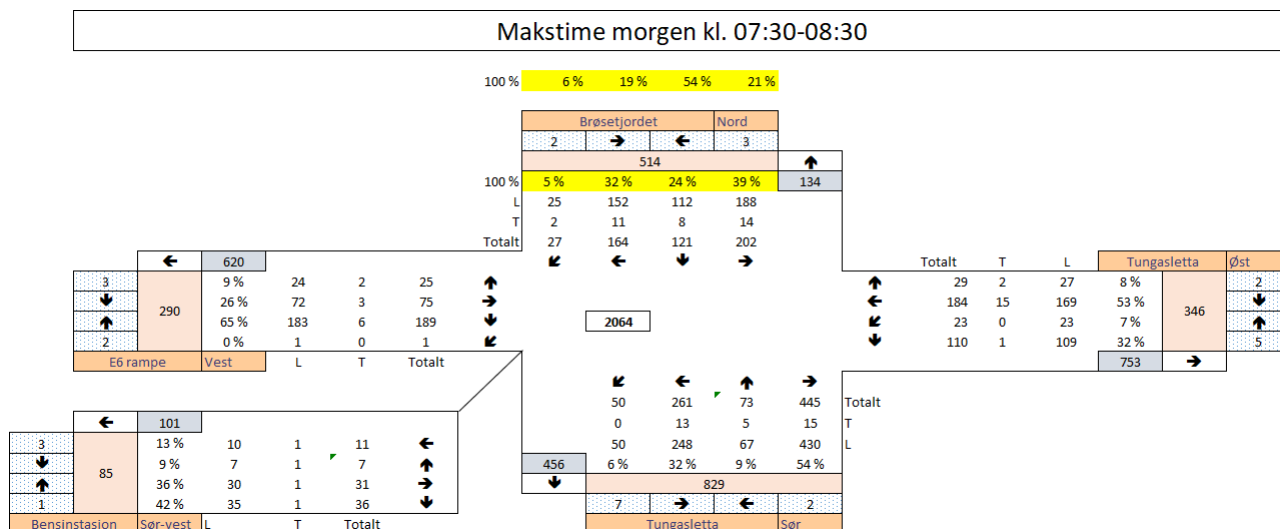 Makstime morgen kl. 07:30-08:30
100 % 6 % 19 % 54 % 21 %
Brøsetjordet Nord
2 → ← 3
514 ↑
100 % 5 % 32 % 24 % 39 % 134
L 25 152 112 188
T 2 11 8 14
Totalt 27 164 121 202
← 620 ↙ ← ↓ → Totalt T L Tungasletta Øst
3 9 % 24 2 25 ↑ ↑ 29 2 27 8 % 2
↓ 26 % 72 3 75 → ← 184 15 169 53 % ↓
290 346
↑ 65 % 183 6 189 ↓ 2064 ↙ 23 0 23 7 % ↑
2 0 % 1 0 1 ↙ ↓ 110 1 109 32 % 5
E6 rampe Vest L T Totalt 753 →
↙ ← ↑ →
50 261 73 445 Totalt
← 101 0 13 5 15 T
3 13 % 10 1 11 ← 50 248 67 430 L
↓ 9 % 7 1 7 ↑ 456 6 % 32 % 9 % 54 %
85
↑ 36 % 30 1 31 → ↓ 829
1 42 % 35 1 36 ↓ 7 → ← 2
Bensinstasion Sør-vest L T Totalt Tungasletta Sør